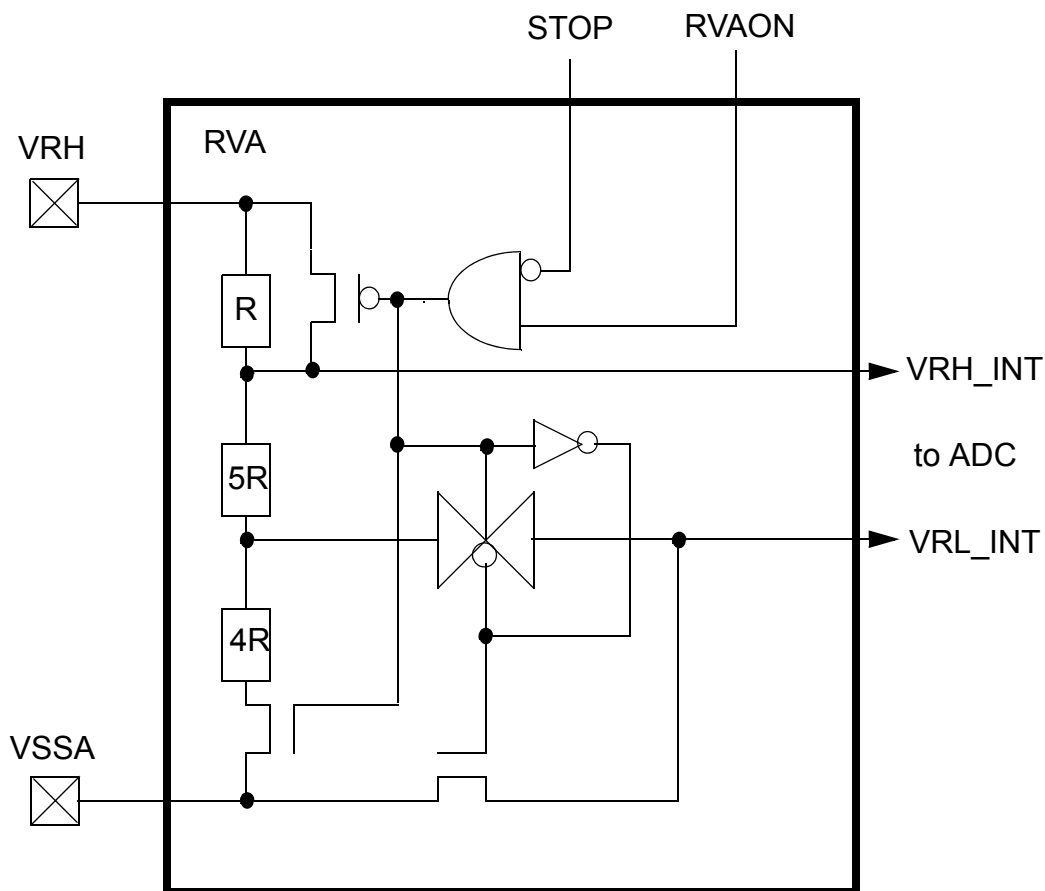 STOP
RVAON
VRH
RVA
R
VRH_INT
to ADC
5R
VRL_INT
4R
VSSA